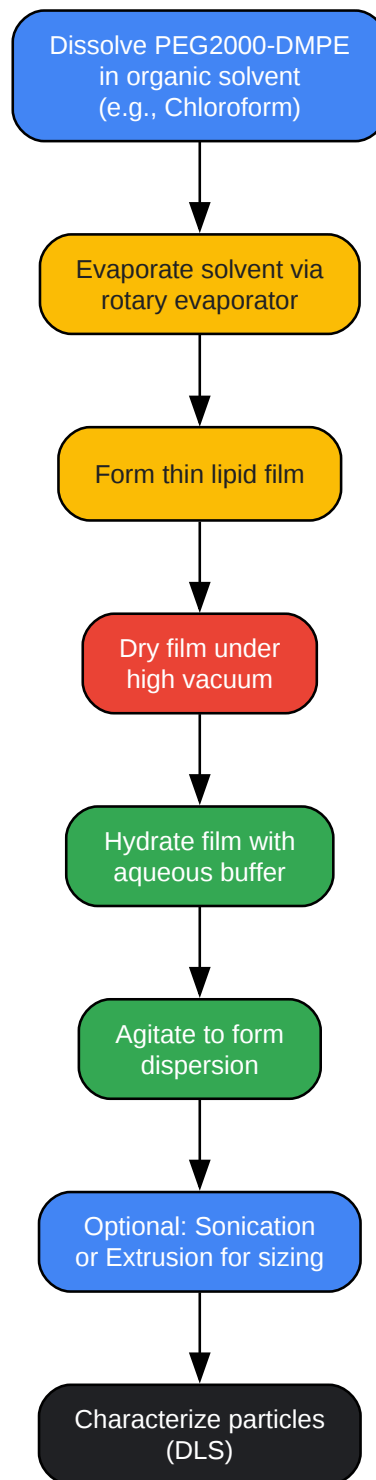 Dissolve PEG2000-DMPE
in organic solvent
(e.g., Chloroform)
Evaporate solvent via
rotary evaporator
Form thin lipid film
Dry film under
high vacuum
Hydrate film with
aqueous buffer
Agitate to form
dispersion
Optional: Sonication
or Extrusion for sizing
Characterize particles
(DLS)